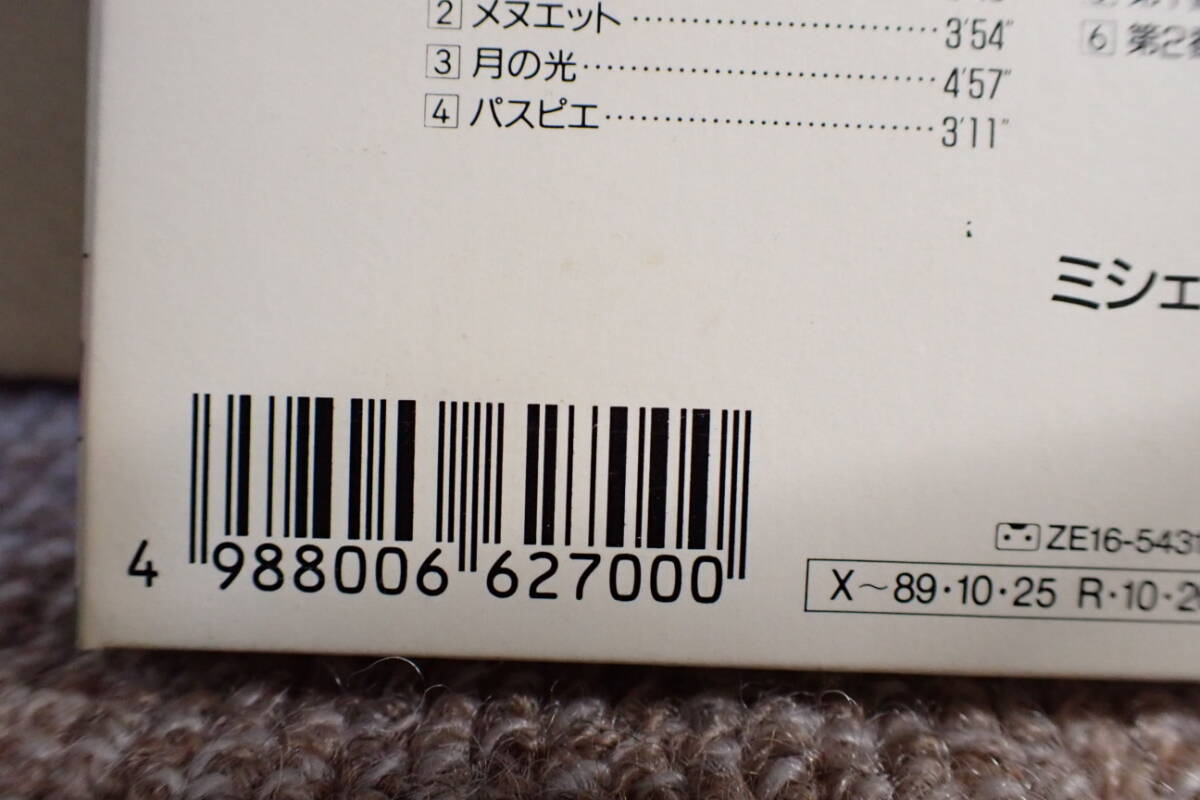 2 メヌエット 3'54"
3 月の光 4'57"
4 パスピエ 3'11"
6 第2
ミシェ
ZE16-5431
4 988006 627000
X～89・10・25 R・10・2